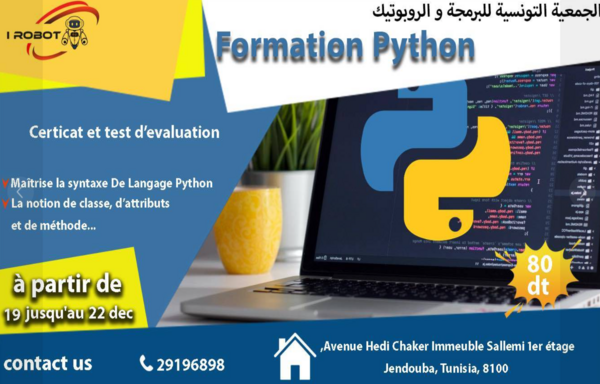 الجمعية التونسية للبرمجة و الروبوتيك
I ROBOT
Formation Python
Certicat et test d'evaluation
Maîtrise la syntaxe De Langage Python
La notion de classe, d'attributs
et de méthode...
à partir de
19 jusqu'au 22 dec
80
dt
contact us
29196898
,Avenue Hedi Chaker Immeuble Sallemi 1er étage
Jendouba, Tunisia, 8100